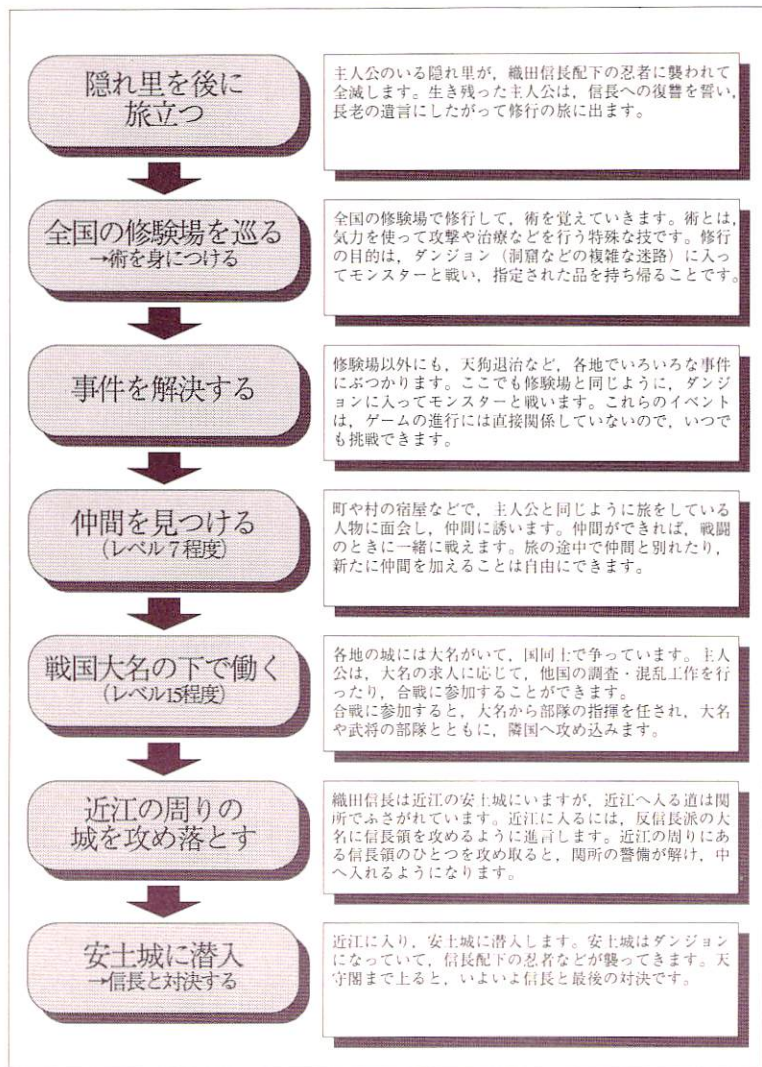 隠れ里を後に
旅立つ
主人公のいる隠れ里が，織田信長配下の忍者に襲われて
全滅します。生き残った主人公は，信長への復讐を誓い，
長老の遺言にしたがって修行の旅に出ます。
全国の修験場を巡る
→術を身につける
全国の修験場で修行して，術を覚えていきます。術とは，
気力を使って攻撃や治療などを行う特殊な技です。修行
の目的は，ダンジョン（洞窟などの複雑な迷路）に入っ
てモンスターと戦い，指定された品を持ち帰ることです。
事件を解決する
修験場以外にも，天狗退治など，各地でいろいろな事件
にぶつかります。ここでも修験場と同じように，ダンジ
ョンに入ってモンスターと戦います。これらのイベント
は，ゲームの進行には直接関係していないので，いつで
も挑戦できます。
仲間を見つける
（レベル７程度）
町や村の宿屋などで，主人公と同じように旅をしている
人物に面会し，仲間に誘います。仲間ができれば，戦闘
のときに一緒に戦えます。旅の途中で仲間と別れたり，
新たに仲間を加えることは自由にできます。
戦国大名の下で働く
（レベル15程度）
各地の城には大名がいて，国同士で争っています。主人
公は，大名の求人に応じて，他国の調査・混乱工作を行
ったり，合戦に参加することができます。
合戦に参加すると，大名から部隊の指揮を任され，大名
や武将の部隊とともに，隣国へ攻め込みます。
近江の周りの
城を攻め落とす
織田信長は近江の安土城にいますが，近江へ入る道は関
所でふさがれています。近江に入るには，反信長派の大
名に信長領を攻めるように進言します。近江の周りにあ
る信長領のひとつを攻め取ると，関所の警備が解け，中
へ入れるようになります。
安土城に潜入
→信長と対決する
近江に入り，安土城に潜入します。安土城はダンジョン
になっていて，信長配下の忍者などが襲ってきます。天
守閣まで上ると，いよいよ信長と最後の対決です。